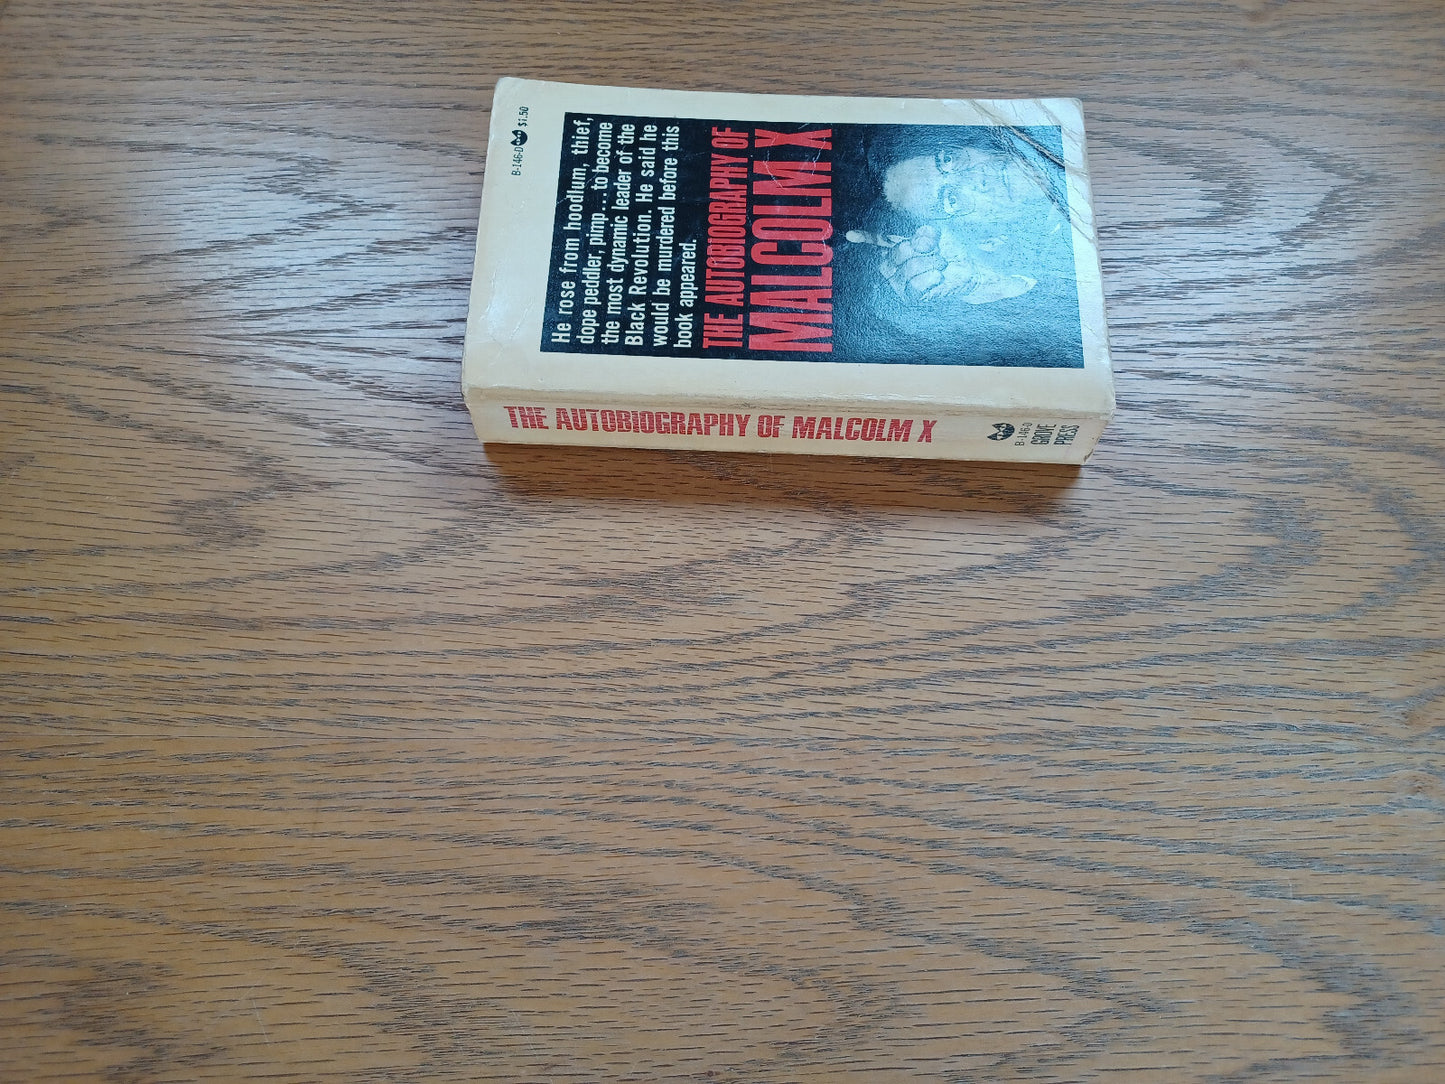 B-146-D $1.50
He rose from hoodlum, thief,
dope peddler, pimp...to become
the most dynamic leader of the
Black Revolution. He said he
would be murdered before this
book appeared.
THE AUTOBIOGRAPHY OF
MALCOLM X
THE AUTOBIOGRAPHY OF MALCOLM X
B-146-D
GROVE
PRESS